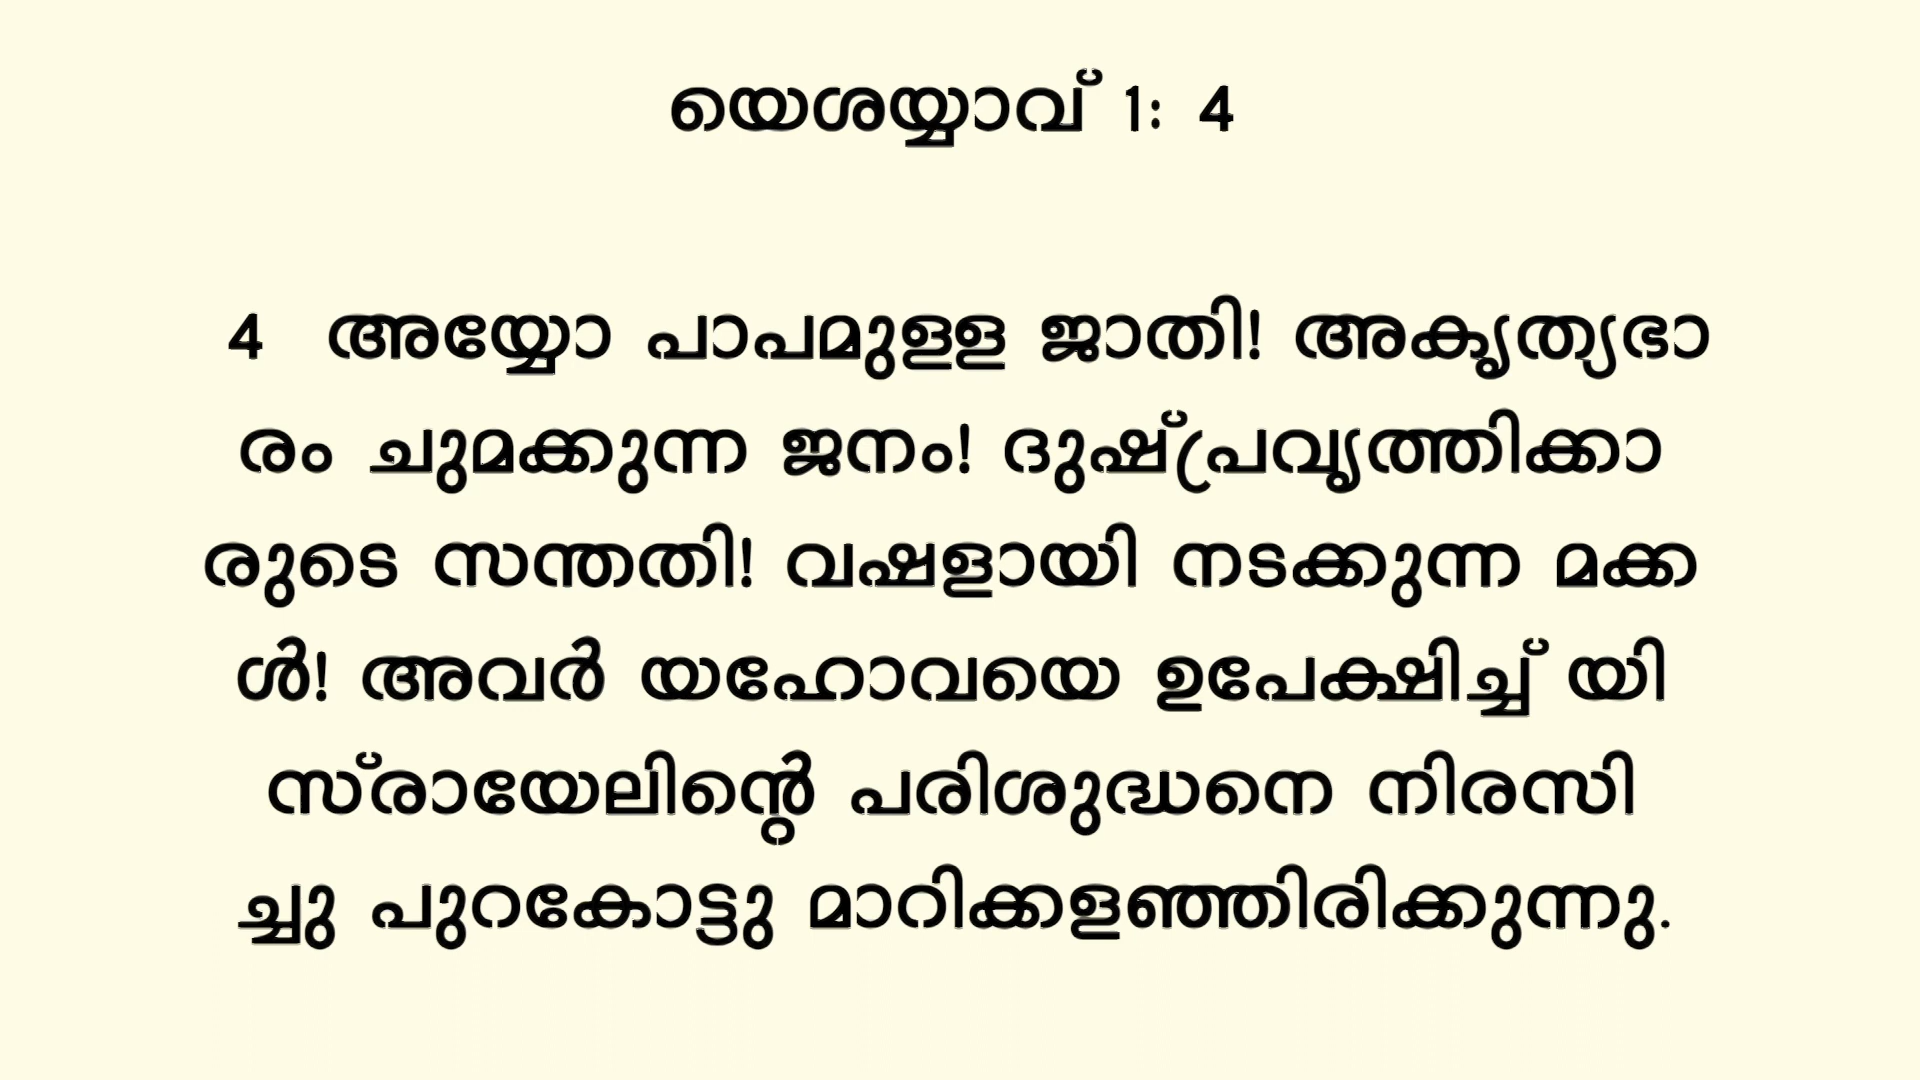 യെശയ്യാവ് 1: 4
4 അയ്യോ പാപമുളള ജാതി! അകൃത്യഭാ
രം ചുമക്കുന്ന ജനം! ദുഷ്പ്രവൃത്തിക്കാ
രുടെ സന്തതി! വഷളായി നടക്കുന്ന മക്ക
ൾ! അവർ യഹോവയെ ഉപേക്ഷിച്ച് യി
സ്രായേലിന്റെ പരിശുദ്ധനെ നിരസി
ച്ചു പുറകോട്ടു മാറിക്കളഞ്ഞിരിക്കുന്നു.